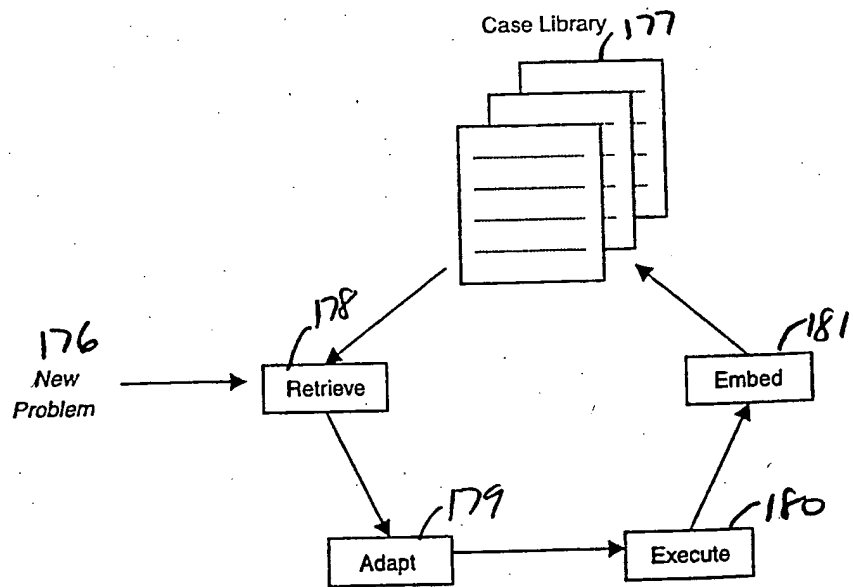 Case Library 177
178
176
New
Problem
Retrieve
181
Embed
179
Adapt
180
Execute